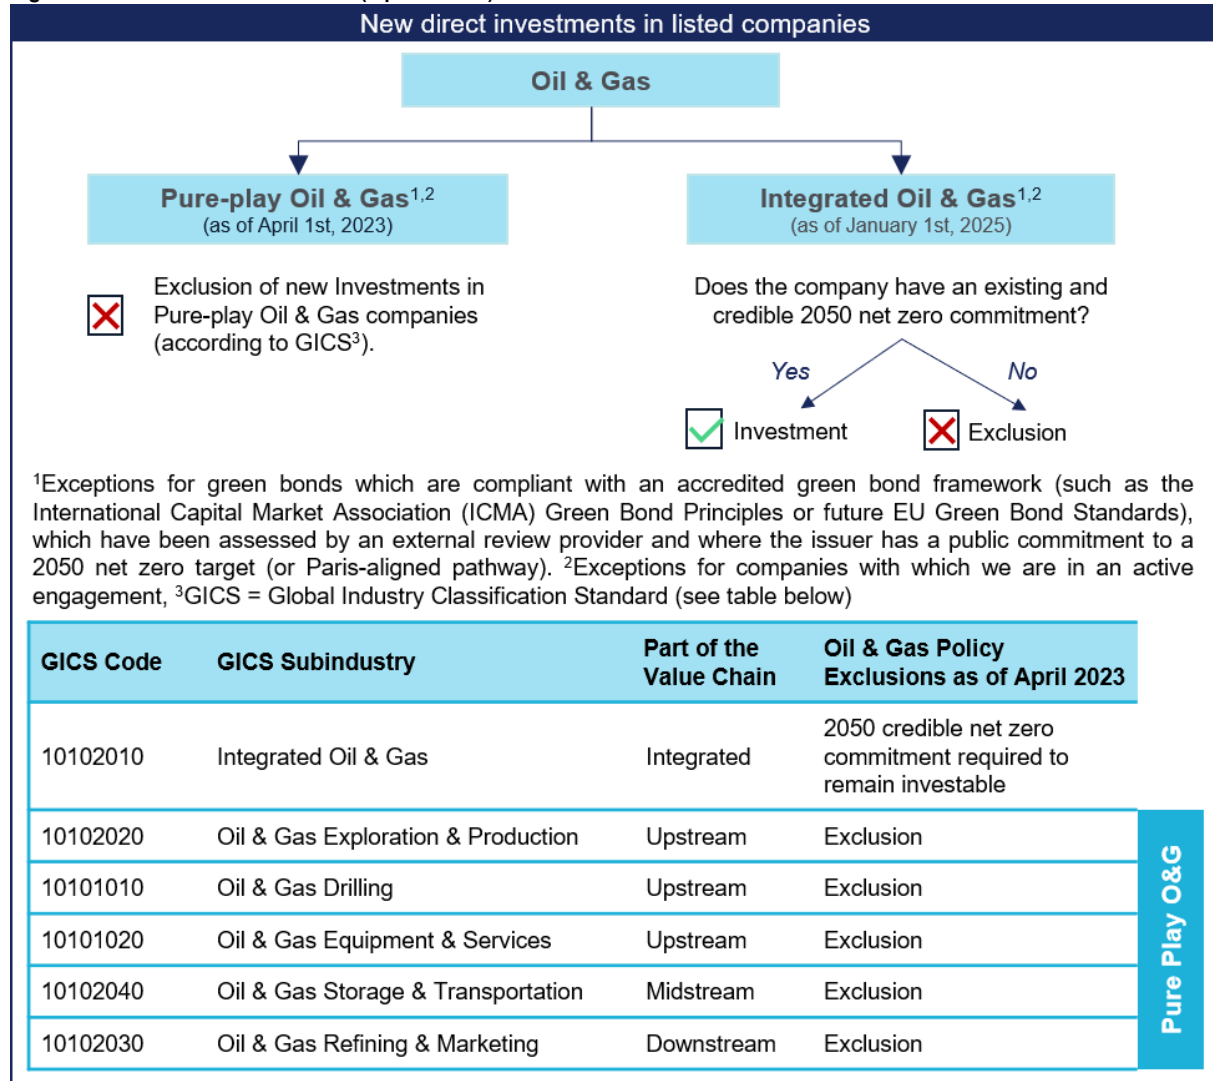 New direct investments in listed companies
Oil & Gas
Pure-play Oil & Gas1,2
(as of April 1st, 2023)
Integrated Oil & Gas1,2
(as of January 1st, 2025)
Exclusion of new Investments in
Pure-play Oil & Gas companies
(according to GICS3).
Does the company have an existing and
credible 2050 net zero commitment?
Yes
No
Investment
Exclusion
1Exceptions for green bonds which are compliant with an accredited green bond framework (such as the
International Capital Market Association (ICMA) Green Bond Principles or future EU Green Bond Standards),
which have been assessed by an external review provider and where the issuer has a public commitment to a
2050 net zero target (or Paris-aligned pathway). 2Exceptions for companies with which we are in an active
engagement, 3GICS = Global Industry Classification Standard (see table below)
GICS Code GICS Subindustry Part of the Value Chain Oil & Gas Policy Exclusions as of April 2023
10102010 Integrated Oil & Gas Integrated 2050 credible net zero commitment required to remain investable
10102020 Oil & Gas Exploration & Production Upstream Exclusion
10101010 Oil & Gas Drilling Upstream Exclusion
10101020 Oil & Gas Equipment & Services Upstream Exclusion
10102040 Oil & Gas Storage & Transportation Midstream Exclusion
10102030 Oil & Gas Refining & Marketing Downstream Exclusion
Pure Play O&G